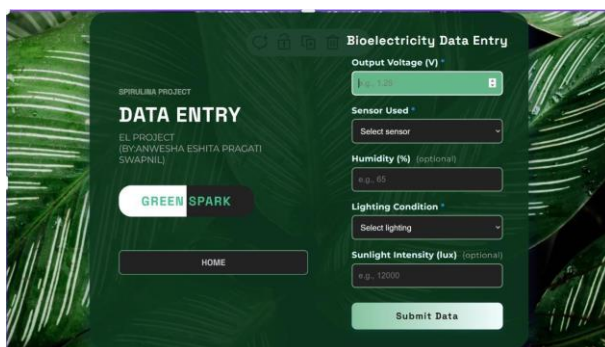 SPIRULINA PROJECT
DATA ENTRY
EL PROJECT
(BY:ANWESHA ESHITA PRAGATI
SWAPNIL)
GREEN SPARK
HOME
Bioelectricity Data Entry
Output Voltage (V) *
e.g., 1.25
Sensor Used *
Select sensor
Humidity (%) (optional)
e.g., 65
Lighting Condition *
Select lighting
Sunlight Intensity (lux) (optional)
e.g., 12000
Submit Data